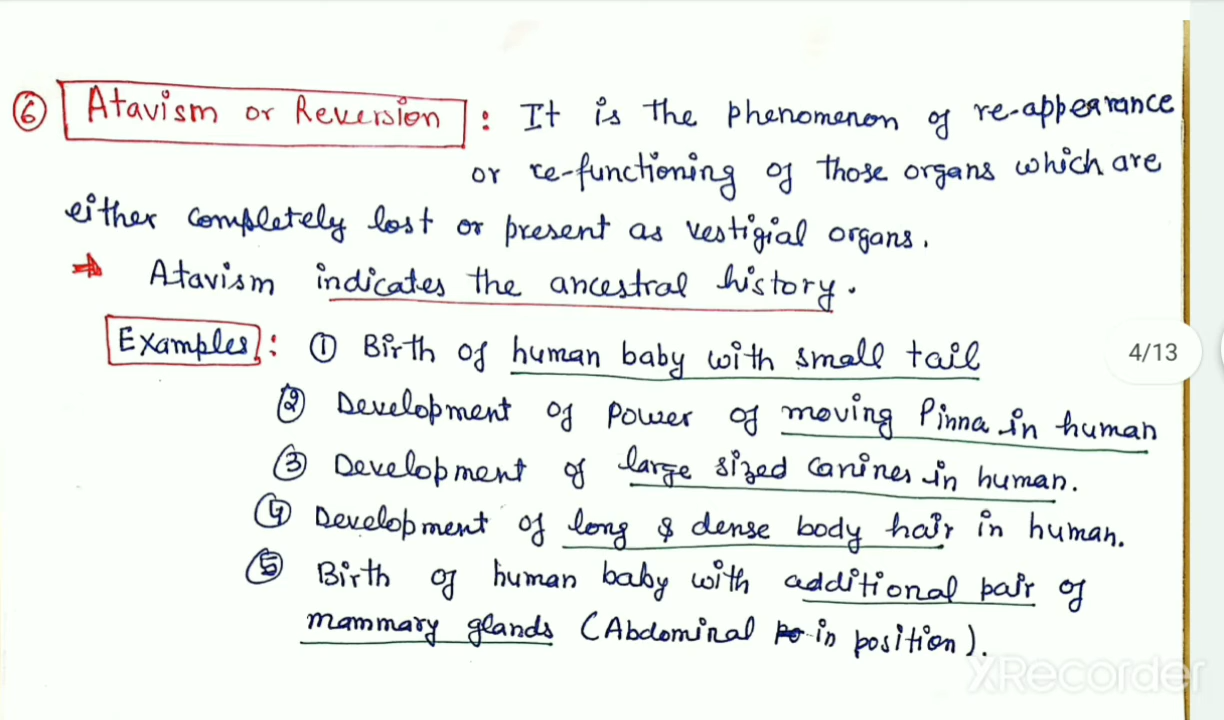 ⑥ Atavism or Reversion : It is the phenomenon of re-appearance
or re-functioning of those organs which are
either completely lost or present as vestigial organs.
→ Atavism indicates the ancestral history.
Examples : ① Birth of human baby with small tail
② Development of Power of moving Pinna in human
③ Development of large sized canines in human.
④ Development of long & dense body hair in human.
⑤ Birth of human baby with additional pair of
mammary glands (Abdominal in position).
4/13
XRecorder